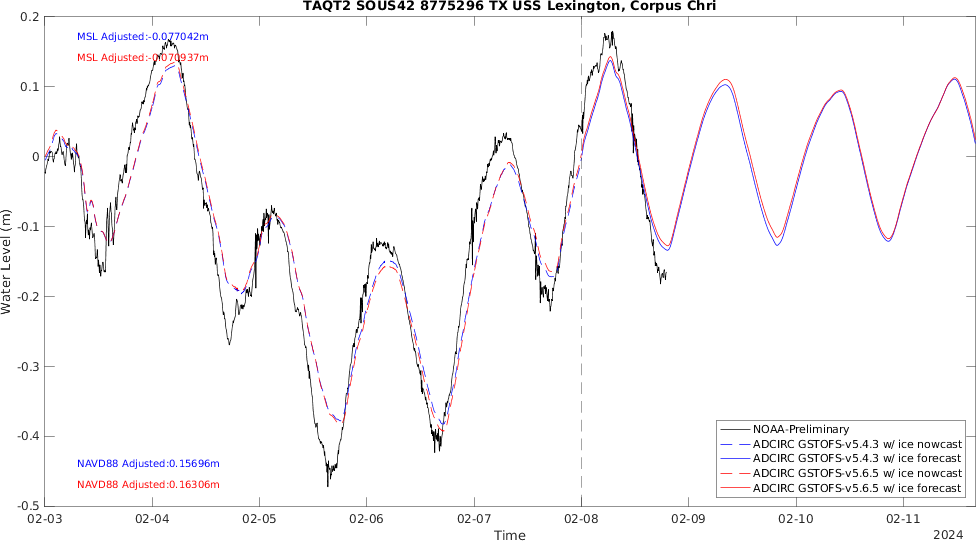 TAQT2 SOUS42 8775296 TX USS Lexington, Corpus Chri
MSL Adjusted:-0.077042m
MSL Adjusted:-0.070937m
0.2
0.1
0
-0.1
-0.2
-0.3
-0.4
-0.5
Water Level (m)
NAVD88 Adjusted:0.15696m
NAVD88 Adjusted:0.16306m
NOAA-Preliminary
ADCIRC GSTOFS-v5.4.3 w/ ice nowcast
ADCIRC GSTOFS-v5.4.3 w/ ice forecast
ADCIRC GSTOFS-v5.6.5 w/ ice nowcast
ADCIRC GSTOFS-v5.6.5 w/ ice forecast
02-03 02-04 02-05 02-06 02-07 02-08 02-09 02-10 02-11
Time
2024